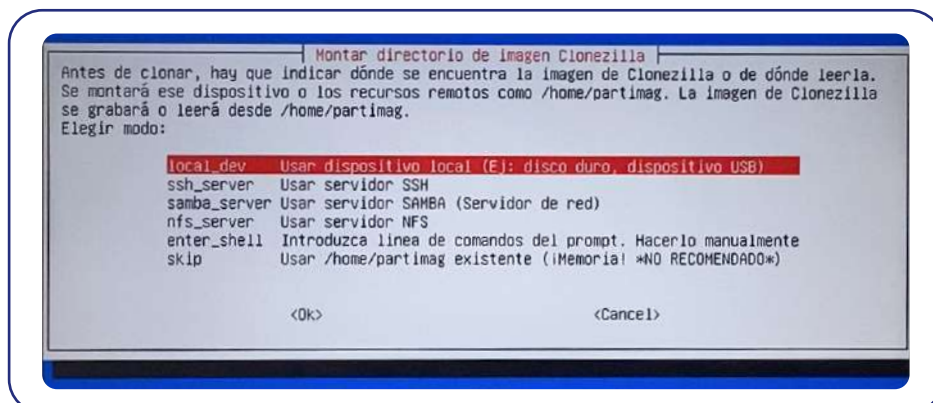 Montar directorio de imagen Clonezilla
Antes de clonar, hay que indicar dónde se encuentra la imagen de Clonezilla o de dónde leerla.
Se montará ese dispositivo o los recursos remotos como /home/partimag. La imagen de Clonezilla
se grabará o leerá desde /home/partimag.
Elegir modo:
local_dev Usar dispositivo local (Ej: disco duro, dispositivo USB)
ssh_server Usar servidor SSH
samba_server Usar servidor SAMBA (Servidor de red)
nfs_server Usar servidor NFS
enter_shell Introduzca linea de comandos del prompt. Hacerlo manualmente
skip Usar /home/partimag existente (¡Memoria! *NO RECOMENDADO*)
<Ok> <Cancel>